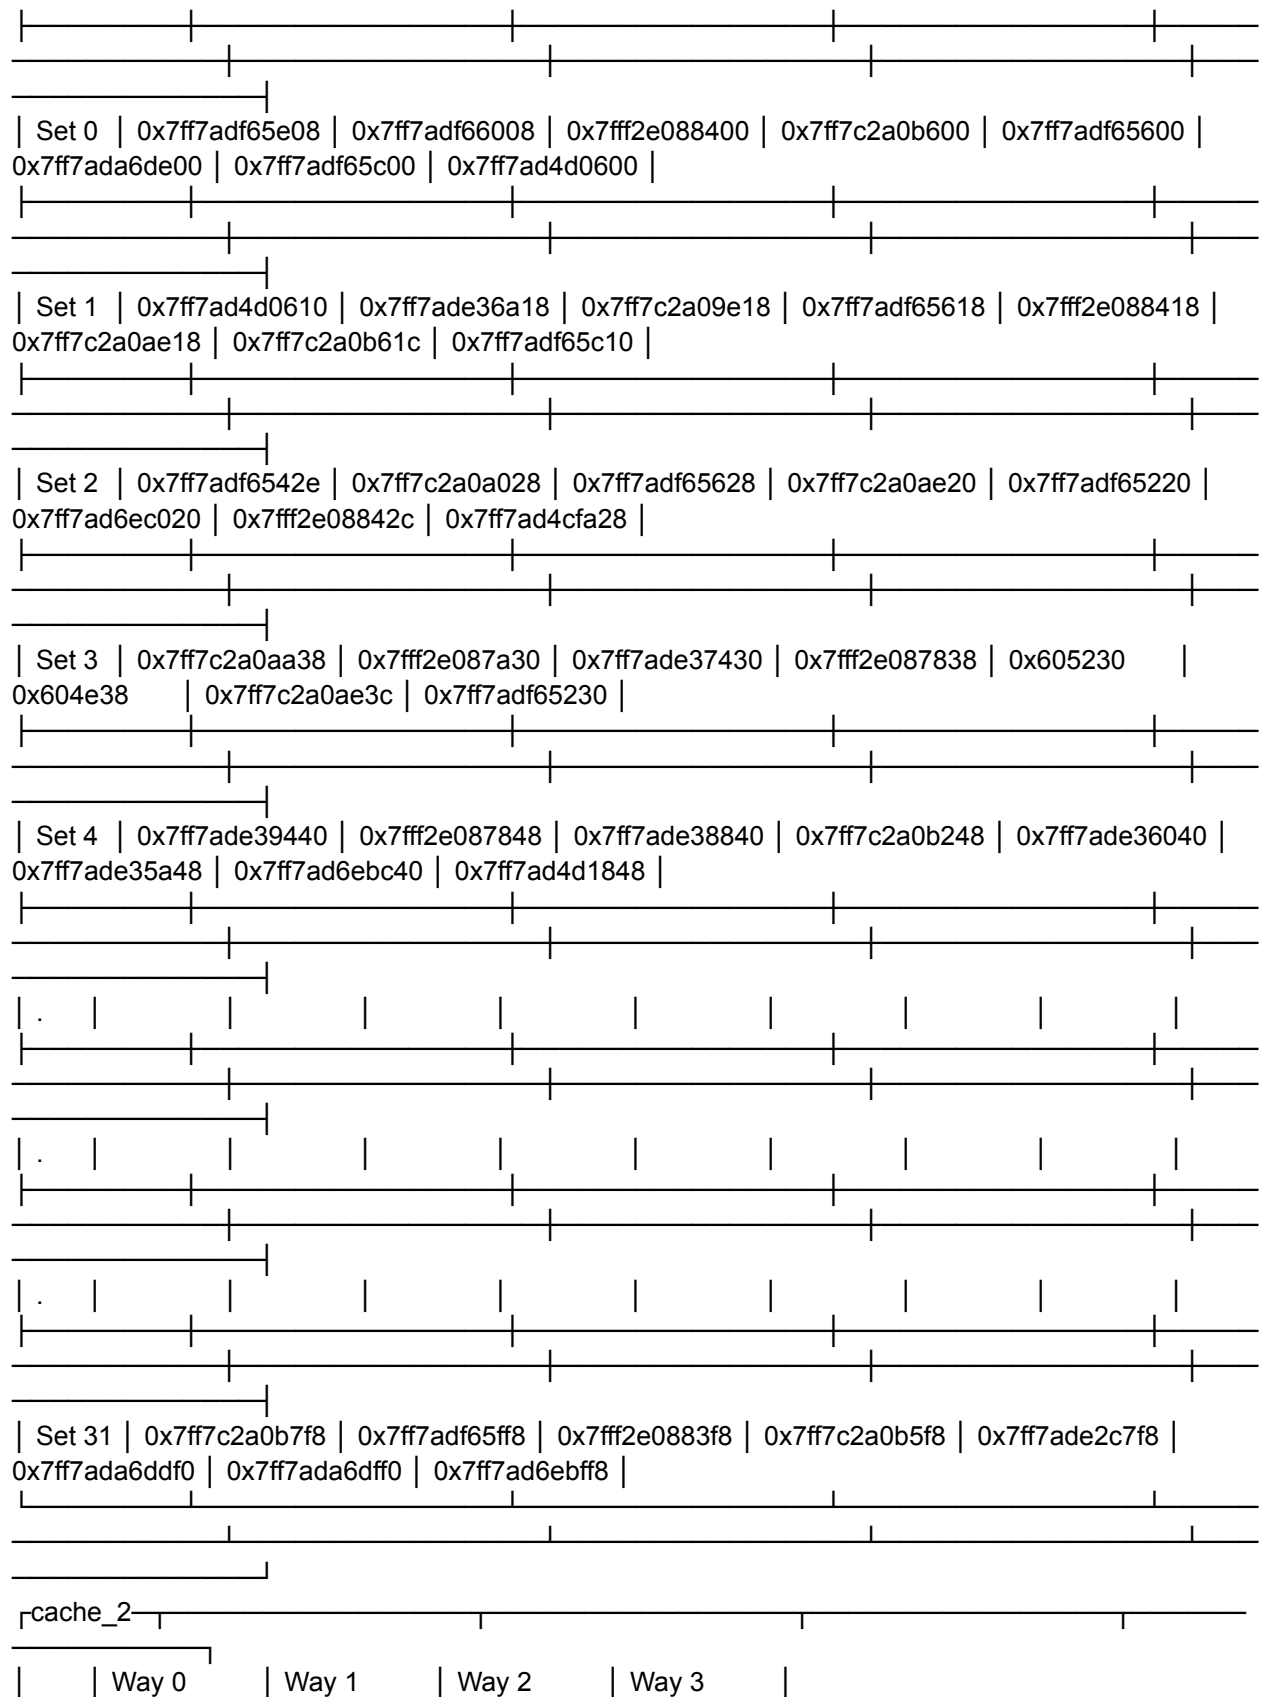 ├─────────┼───────────────────┼───────────────────┼───────────────────┼──────
─────────────┼───────────────────┼───────────────────┼───────────────────┼────
───────────────┤
│ Set 0 │ 0x7ff7adf65e08 │ 0x7ff7adf66008 │ 0x7fff2e088400 │ 0x7ff7c2a0b600 │ 0x7ff7adf65600 │
0x7ff7ada6de00 │ 0x7ff7adf65c00 │ 0x7ff7ad4d0600 │
├─────────┼───────────────────┼───────────────────┼───────────────────┼──────
─────────────┼───────────────────┼───────────────────┼───────────────────┼────
───────────────┤
│ Set 1 │ 0x7ff7ad4d0610 │ 0x7ff7ade36a18 │ 0x7ff7c2a09e18 │ 0x7ff7adf65618 │ 0x7fff2e088418 │
0x7ff7c2a0ae18 │ 0x7ff7c2a0b61c │ 0x7ff7adf65c10 │
├─────────┼───────────────────┼───────────────────┼───────────────────┼──────
─────────────┼───────────────────┼───────────────────┼───────────────────┼────
───────────────┤
│ Set 2 │ 0x7ff7adf6542e │ 0x7ff7c2a0a028 │ 0x7ff7adf65628 │ 0x7ff7c2a0ae20 │ 0x7ff7adf65220 │
0x7ff7ad6ec020 │ 0x7fff2e08842c │ 0x7ff7ad4cfa28 │
├─────────┼───────────────────┼───────────────────┼───────────────────┼──────
─────────────┼───────────────────┼───────────────────┼───────────────────┼────
───────────────┤
│ Set 3 │ 0x7ff7c2a0aa38 │ 0x7fff2e087a30 │ 0x7ff7ade37430 │ 0x7fff2e087838 │ 0x605230 │
0x604e38 │ 0x7ff7c2a0ae3c │ 0x7ff7adf65230 │
├─────────┼───────────────────┼───────────────────┼───────────────────┼──────
─────────────┼───────────────────┼───────────────────┼───────────────────┼────
───────────────┤
│ Set 4 │ 0x7ff7ade39440 │ 0x7fff2e087848 │ 0x7ff7ade38840 │ 0x7ff7c2a0b248 │ 0x7ff7ade36040 │
0x7ff7ade35a48 │ 0x7ff7ad6ebc40 │ 0x7ff7ad4d1848 │
├─────────┼───────────────────┼───────────────────┼───────────────────┼──────
─────────────┼───────────────────┼───────────────────┼───────────────────┼────
───────────────┤
│ . │ │ │ │ │ │ │ │ │
├─────────┼───────────────────┼───────────────────┼───────────────────┼──────
─────────────┼───────────────────┼───────────────────┼───────────────────┼────
───────────────┤
│ . │ │ │ │ │ │ │ │ │
├─────────┼───────────────────┼───────────────────┼───────────────────┼──────
─────────────┼───────────────────┼───────────────────┼───────────────────┼────
───────────────┤
│ . │ │ │ │ │ │ │ │ │
├─────────┼───────────────────┼───────────────────┼───────────────────┼──────
─────────────┼───────────────────┼───────────────────┼───────────────────┼────
───────────────┤
│ Set 31 │ 0x7ff7c2a0b7f8 │ 0x7ff7adf65ff8 │ 0x7fff2e0883f8 │ 0x7ff7c2a0b5f8 │ 0x7ff7ade2c7f8 │
0x7ff7ada6ddf0 │ 0x7ff7ada6dff0 │ 0x7ff7ad6ebff8 │
└─────────┴───────────────────┴───────────────────┴───────────────────┴──────
─────────────┴───────────────────┴───────────────────┴───────────────────┴────
───────────────┘
┌cache_2─┬───────────────────┬───────────────────┬───────────────────┬───────
────────────┐
│ │ Way 0 │ Way 1 │ Way 2 │ Way 3 │